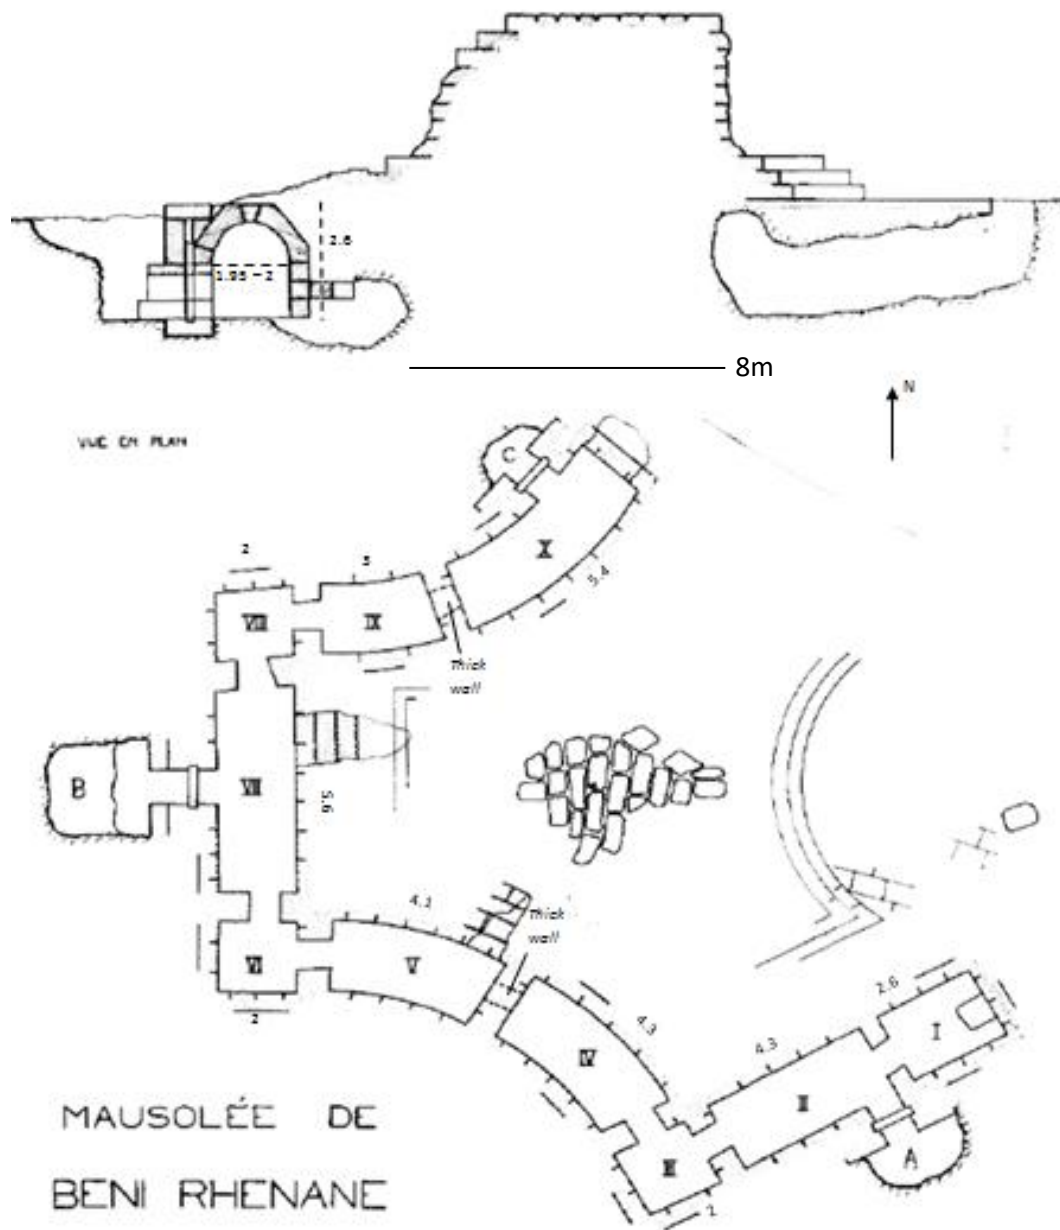 2.6
1.95 – 2
8m
N
VUE EN PLAN
C
X
5.4
2
3
VIII
IX
Thick
wall
B
VII
5.6
4.1
Thick
wall
VI
V
2
IV
4.3
4.3
2.6
I
II
A
III
2
MAUSOLÉE DE
BENI RHENANE